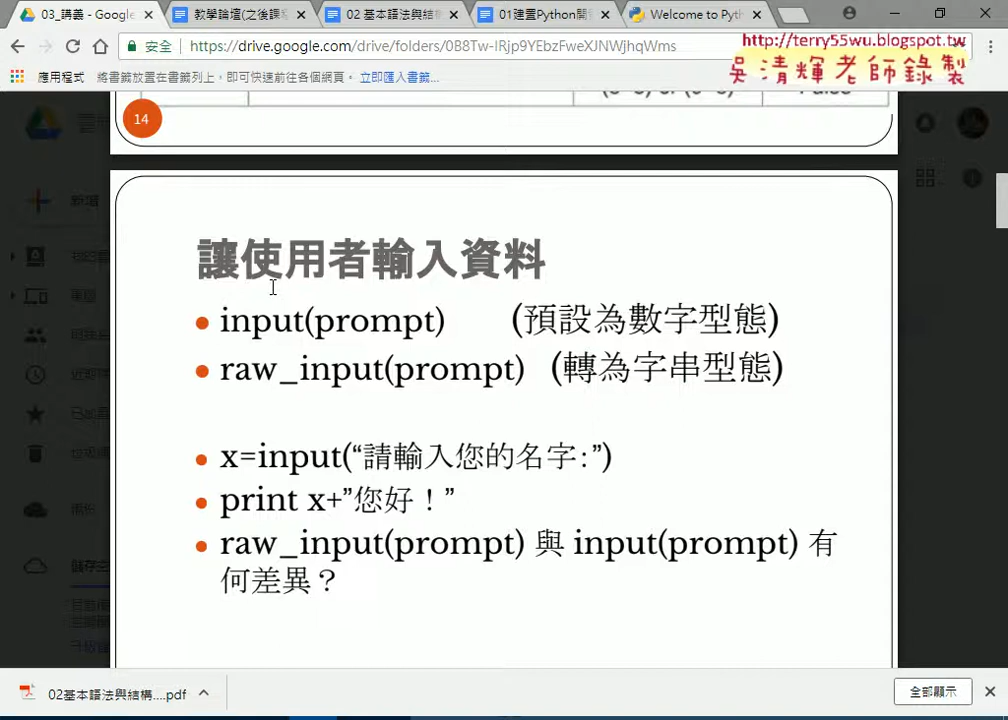 03_講義 - Google
教學論壇(之後課程
02 基本語法與結構
01建置Python開發
Welcome to Pyth
安全 https://drive.google.com/drive/folders/0B8Tw-IRjp9YEbzFweXJNWjhqQWms
http://terry55wu.blogspot.tw
吳清輝老師錄製
應用程式 將書籤放置在書籤列上，即可快速前往各個網頁。 立即匯入書籤...
False
14
讓使用者輸入資料
input(prompt) (預設為數字型態)
raw_input(prompt) (轉為字串型態)
x=input(“請輸入您的名字:”)
print x+”您好！”
raw_input(prompt) 與 input(prompt) 有
何差異？
02基本語法與結構....pdf
全部顯示